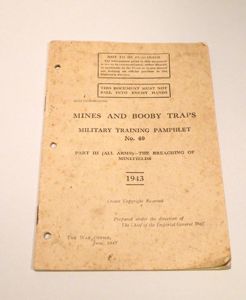 NOT TO BE PUBLISHED
THIS DOCUMENT MUST NOT
FALL INTO ENEMY HANDS
MINES AND BOOBY TRAPS
MILITARY TRAINING PAMPHLET
No. 40
PART III (ALL ARMS)—THE BREACHING OF
MINEFIELDS
1943
Crown Copyright Reserved
Prepared under the direction of
The Chief of the Imperial General Staff
THE WAR OFFICE,
June, 1943